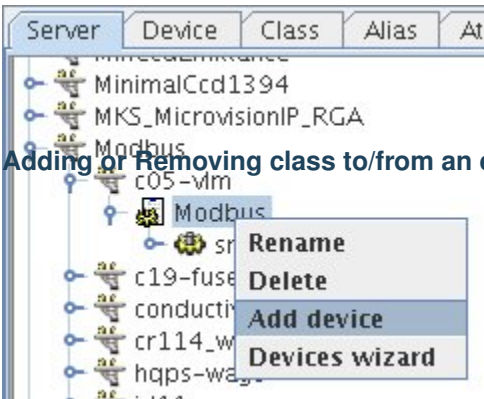 Server Device Class Alias At
MinimalCcd1394
MKS_MicrovisionIP_RGA
Modbus
Adding or Removing class to/from an
c05-vlm
Modbus
Rename
c19-fuse Delete
Add device
cr114_w
Devices wizard
hqps-wag